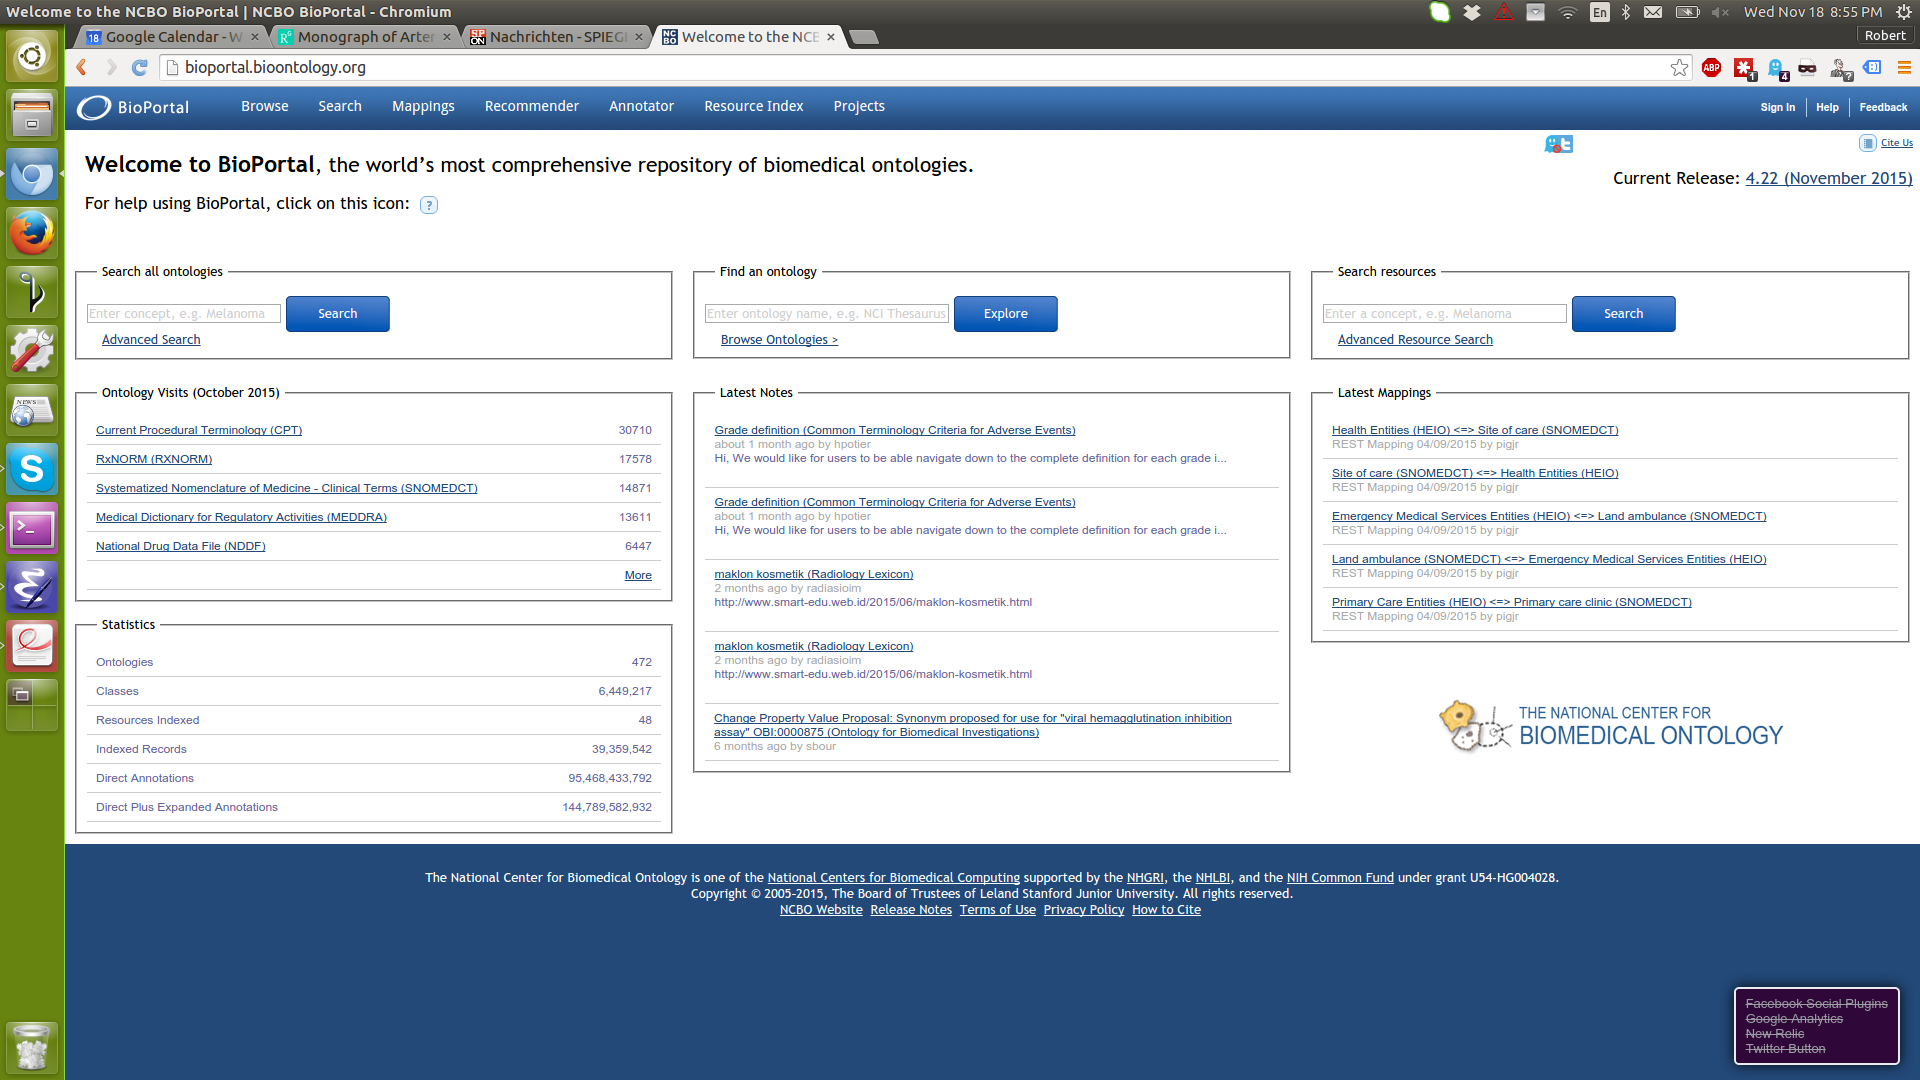 Welcome to the NCBO BioPortal | NCBO BioPortal - Chromium
En
Wed Nov 18 8:55 PM
Google Calendar - W
Monograph of Arter
Nachrichten - SPIEG
Welcome to the NCB
Robert
bioportal.bioontology.org
BioPortal
Browse
Search
Mappings
Recommender
Annotator
Resource Index
Projects
Sign In
Help
Feedback
Cite Us
Welcome to BioPortal, the world’s most comprehensive repository of biomedical ontologies.
Current Release: 4.22 (November 2015)
For help using BioPortal, click on this icon: ?
Search all ontologies
Enter concept, e.g. Melanoma
Search
Advanced Search
Find an ontology
Enter ontology name, e.g. NCI Thesaurus
Explore
Browse Ontologies >
Search resources
Enter a concept, e.g. Melanoma
Search
Advanced Resource Search
Ontology Visits (October 2015)
Current Procedural Terminology (CPT) 30710
RxNORM (RXNORM) 17578
Systematized Nomenclature of Medicine - Clinical Terms (SNOMEDCT) 14871
Medical Dictionary for Regulatory Activities (MEDDRA) 13611
National Drug Data File (NDDF) 6447
More
Statistics
Ontologies 472
Classes 6,449,217
Resources Indexed 48
Indexed Records 39,359,542
Direct Annotations 95,468,433,792
Direct Plus Expanded Annotations 144,789,582,932
Latest Notes
Grade definition (Common Terminology Criteria for Adverse Events)
about 1 month ago by hpotier
Hi, We would like for users to be able navigate down to the complete definition for each grade i...
Grade definition (Common Terminology Criteria for Adverse Events)
about 1 month ago by hpotier
Hi, We would like for users to be able navigate down to the complete definition for each grade i...
maklon kosmetik (Radiology Lexicon)
2 months ago by radiasioim
http://www.smart-edu.web.id/2015/06/maklon-kosmetik.html
maklon kosmetik (Radiology Lexicon)
2 months ago by radiasioim
http://www.smart-edu.web.id/2015/06/maklon-kosmetik.html
Change Property Value Proposal: Synonym proposed for use for "viral hemagglutination inhibition
assay" OBI:0000875 (Ontology for Biomedical Investigations)
6 months ago by sbour
Latest Mappings
Health Entities (HEIO) <=> Site of care (SNOMEDCT)
REST Mapping 04/09/2015 by pigjr
Site of care (SNOMEDCT) <=> Health Entities (HEIO)
REST Mapping 04/09/2015 by pigjr
Emergency Medical Services Entities (HEIO) <=> Land ambulance (SNOMEDCT)
REST Mapping 04/09/2015 by pigjr
Land ambulance (SNOMEDCT) <=> Emergency Medical Services Entities (HEIO)
REST Mapping 04/09/2015 by pigjr
Primary Care Entities (HEIO) <=> Primary care clinic (SNOMEDCT)
REST Mapping 04/09/2015 by pigjr
THE NATIONAL CENTER FOR
BIOMEDICAL ONTOLOGY
The National Center for Biomedical Ontology is one of the National Centers for Biomedical Computing supported by the NHGRI, the NHLBI, and the NIH Common Fund under grant U54-HG004028.
Copyright © 2005-2015, The Board of Trustees of Leland Stanford Junior University. All rights reserved.
NCBO Website Release Notes Terms of Use Privacy Policy How to Cite
Facebook Social Plugins
Google Analytics
New Relic
Twitter Button